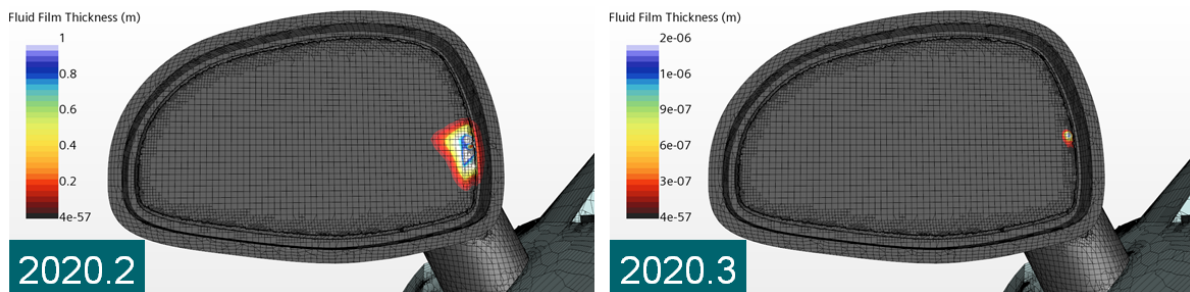 Fluid Film Thickness (m)
1
0.8
0.6
0.4
0.2
4e-57
2020.2
Fluid Film Thickness (m)
2e-06
1e-06
9e-07
6e-07
3e-07
4e-57
2020.3